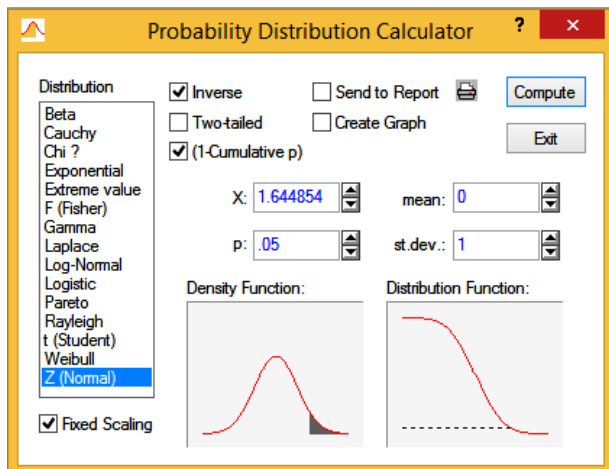 Probability Distribution Calculator ? ×
Distribution
Beta
Cauchy
Chi ?
Exponential
Extreme value
F (Fisher)
Gamma
Laplace
Log-Normal
Logistic
Pareto
Rayleigh
t (Student)
Weibull
Z (Normal)
Fixed Scaling
Inverse
Send to Report
Compute
Two-tailed
Create Graph
Exit
(1-Cumulative p)
X: 1.644854
mean: 0
p: .05
st.dev.: 1
Density Function:
Distribution Function: